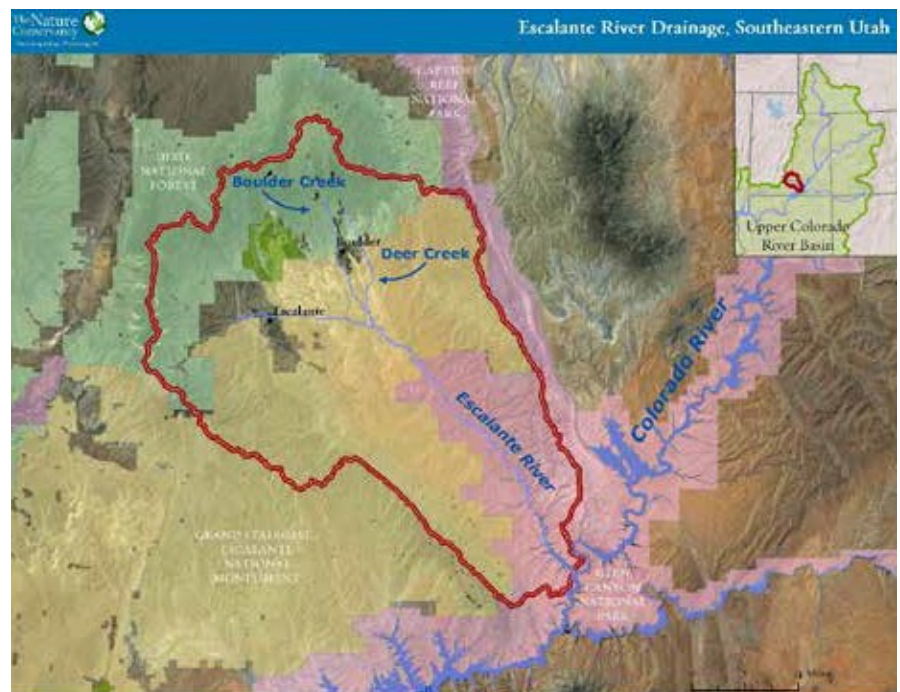 The Nature
Conservancy
Escalante River Drainage, Southeastern Utah
CAPITOL
REEF
NATIONAL
PARK
DIXIE
NATIONAL
FOREST
Boulder Creek
Boulder
Deer Creek
Escalante
Upper Colorado
River Basin
Colorado River
Escalante River
GRAND STAIRCASE
ESCALANTE
NATIONAL
MONUMENT
GLEN
CANYON
NATIONAL
PARK